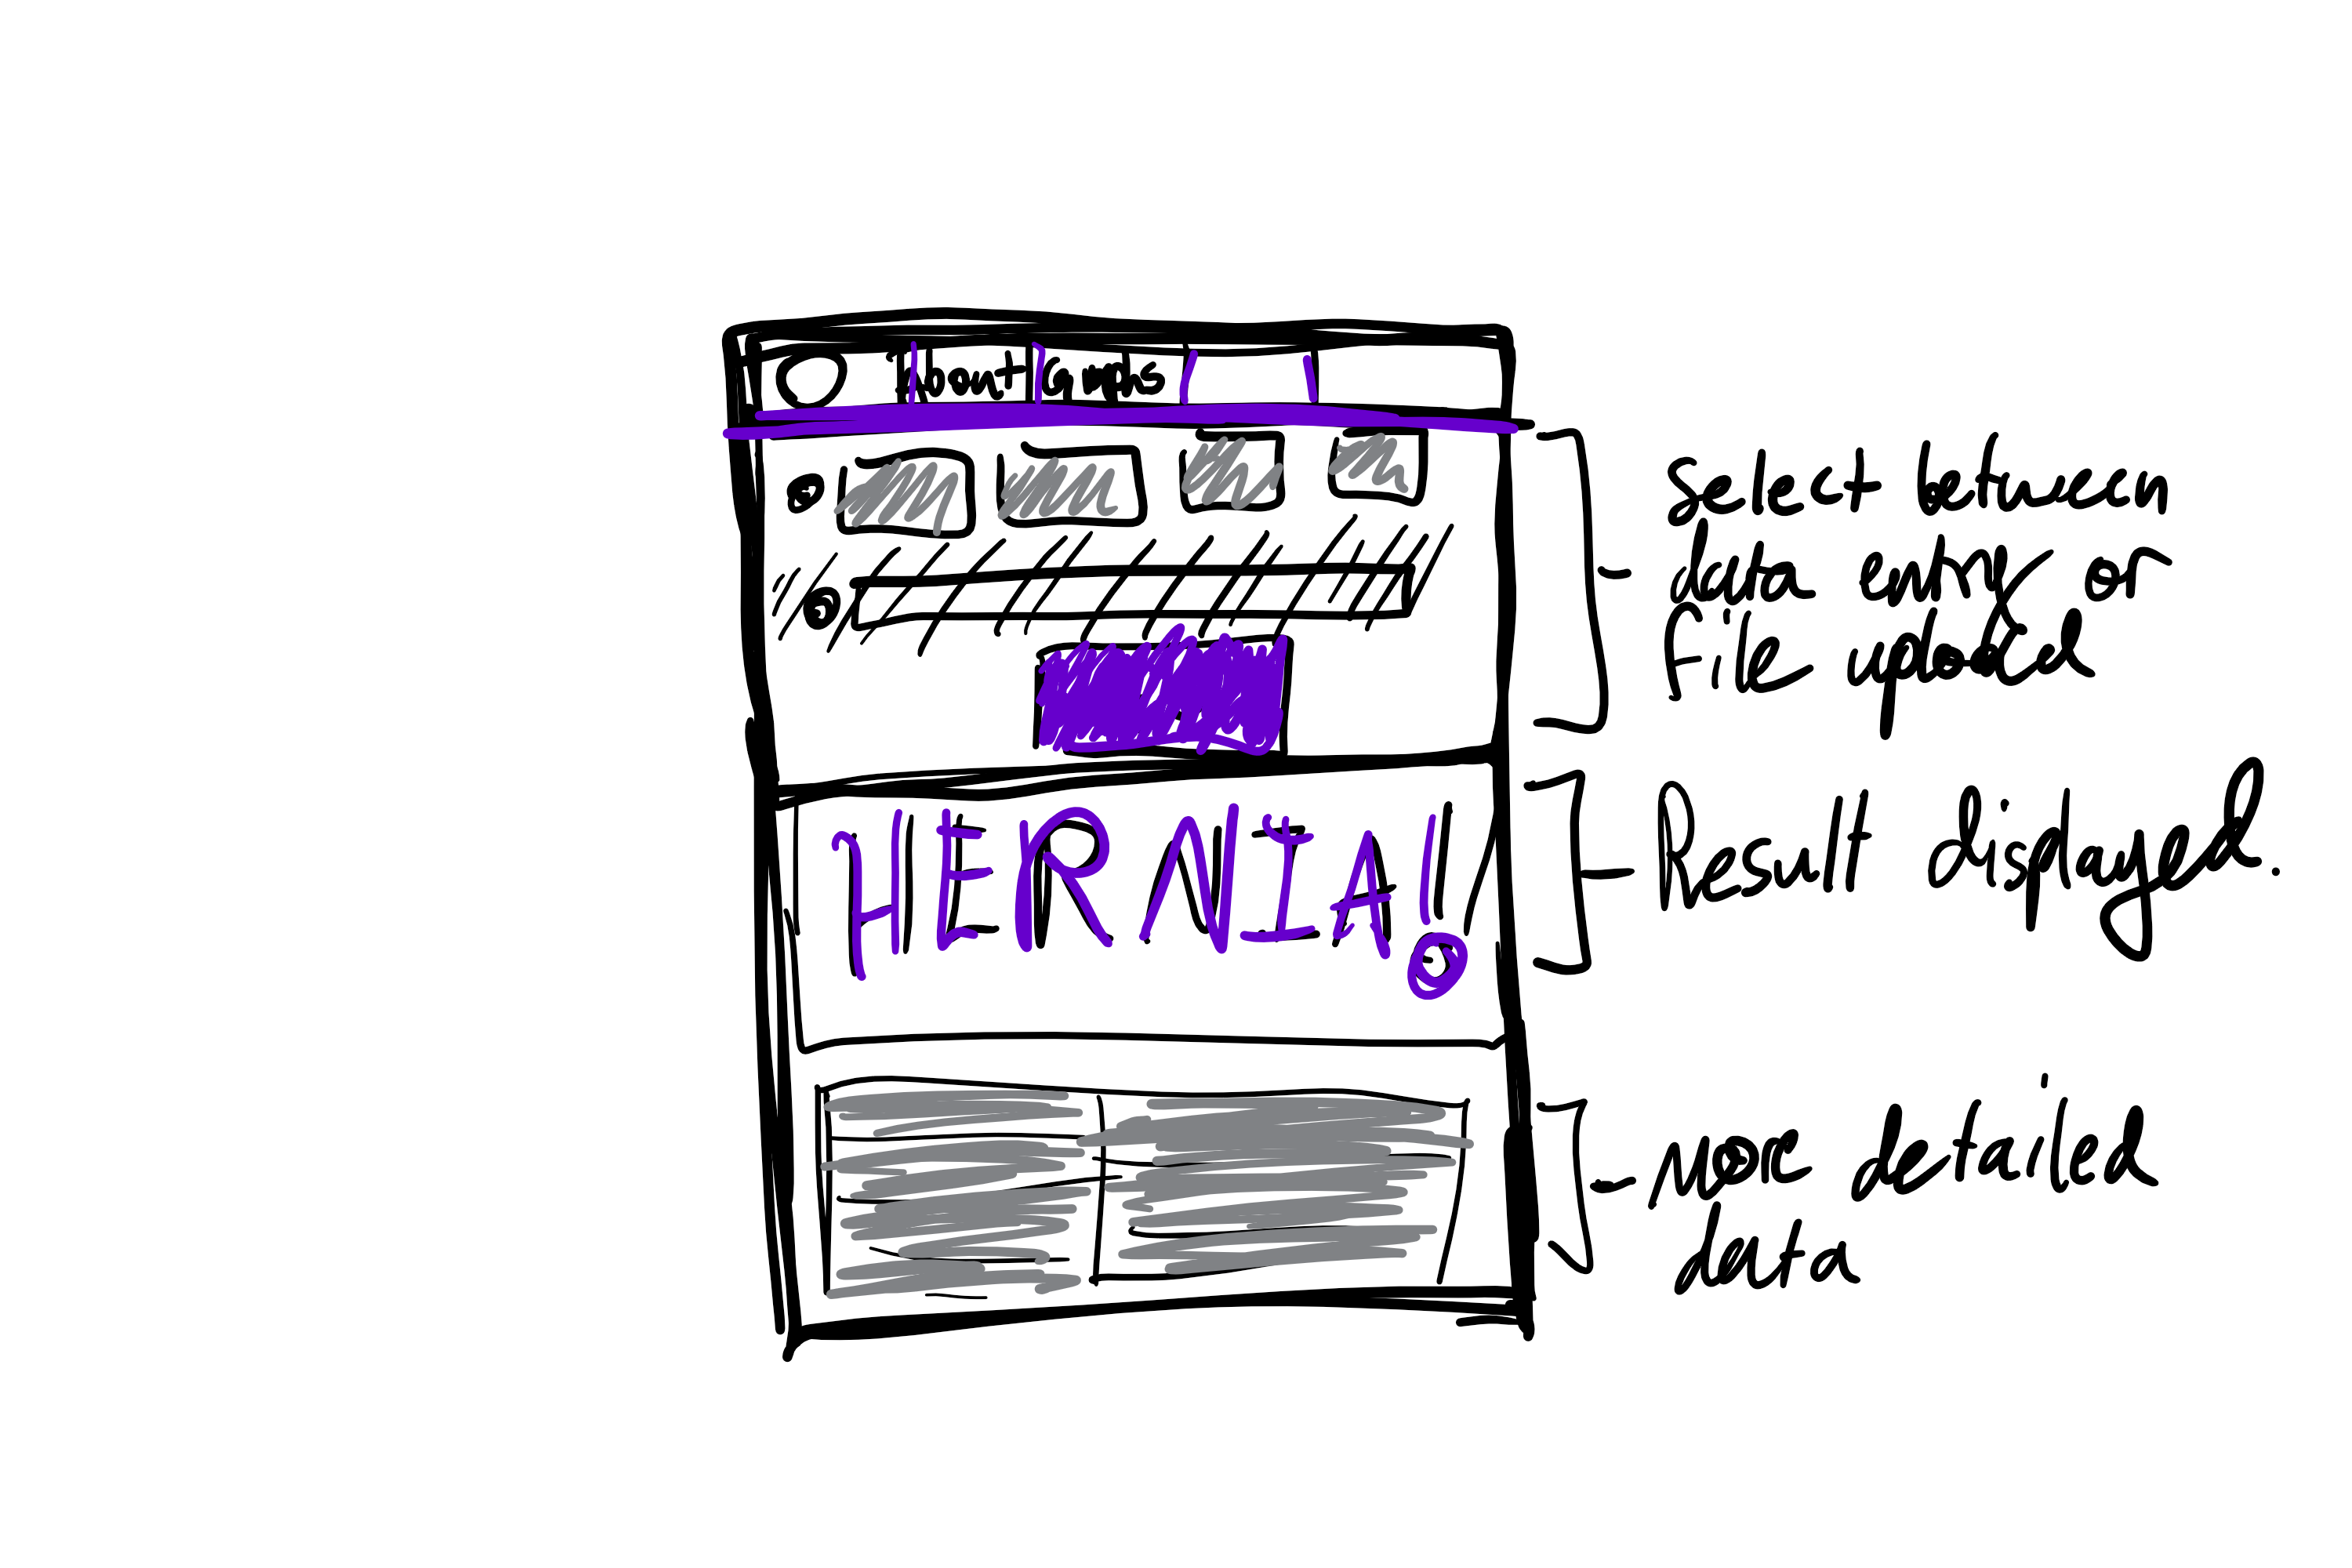 About Graphs
Select between
data entry or
File upload
HERNIA!
Result displayed.
More detailed
data